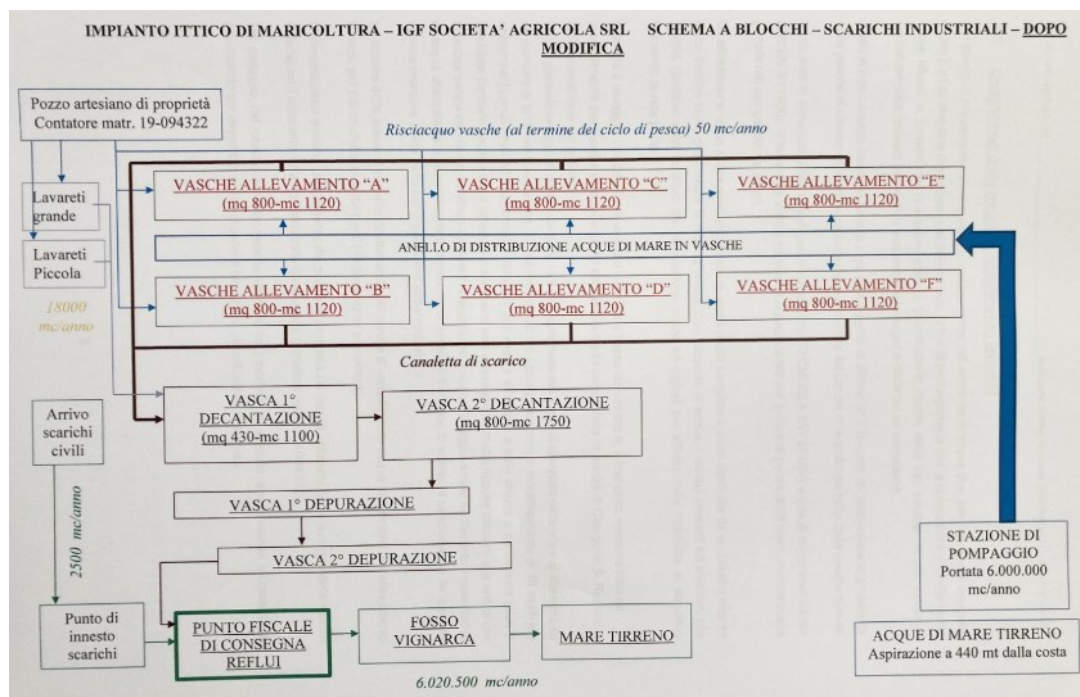 IMPIANTO ITTICO DI MARICOLTURA – IGF SOCIETA' AGRICOLA SRL SCHEMA A BLOCCHI – SCARICHI INDUSTRIALI – DOPO
MODIFICA
Pozzo artesiano di proprietà
Contatore matr. 19-094322
Risciacquo vasche (al termine del ciclo di pesca) 50 mc/anno
Lavareti
grande
Lavareti
Piccola
18000
mc/anno
VASCHE ALLEVAMENTO "A"
(mq 800-mc 1120)
VASCHE ALLEVAMENTO "C"
(mq 800-mc 1120)
VASCHE ALLEVAMENTO "E"
(mq 800-mc 1120)
ANELLO DI DISTRIBUZIONE ACQUE DI MARE IN VASCHE
VASCHE ALLEVAMENTO "B"
(mq 800-mc 1120)
VASCHE ALLEVAMENTO "D"
(mq 800-mc 1120)
VASCHE ALLEVAMENTO "F"
(mq 800-mc 1120)
Canaletta di scarico
VASCA 1°
DECANTAZIONE
(mq 430-mc 1100)
VASCA 2° DECANTAZIONE
(mq 800-mc 1750)
Arrivo
scarichi
civili
2500 mc/anno
VASCA 1° DEPURAZIONE
VASCA 2° DEPURAZIONE
STAZIONE DI
POMPAGGIO
Portata 6.000.000
mc/anno
Punto di
innesto
scarichi
PUNTO FISCALE
DI CONSEGNA
REFLUI
FOSSO
VIGNARCA
MARE TIRRENO
ACQUE DI MARE TIRRENO
Aspirazione a 440 mt dalla costa
6.020.500 mc/anno